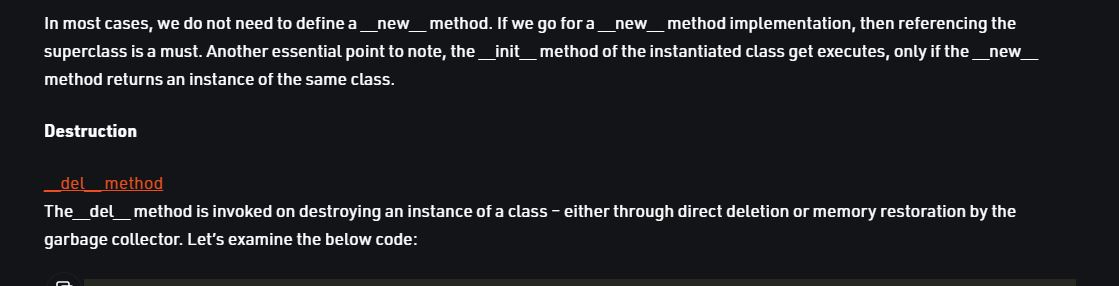 In most cases, we do not need to define a __new__ method. If we go for a __new__ method implementation, then referencing the
superclass is a must. Another essential point to note, the __init__ method of the instantiated class get executes, only if the __new__
method returns an instance of the same class.
Destruction
__del__ method
The__del__ method is invoked on destroying an instance of a class – either through direct deletion or memory restoration by the
garbage collector. Let’s examine the below code: